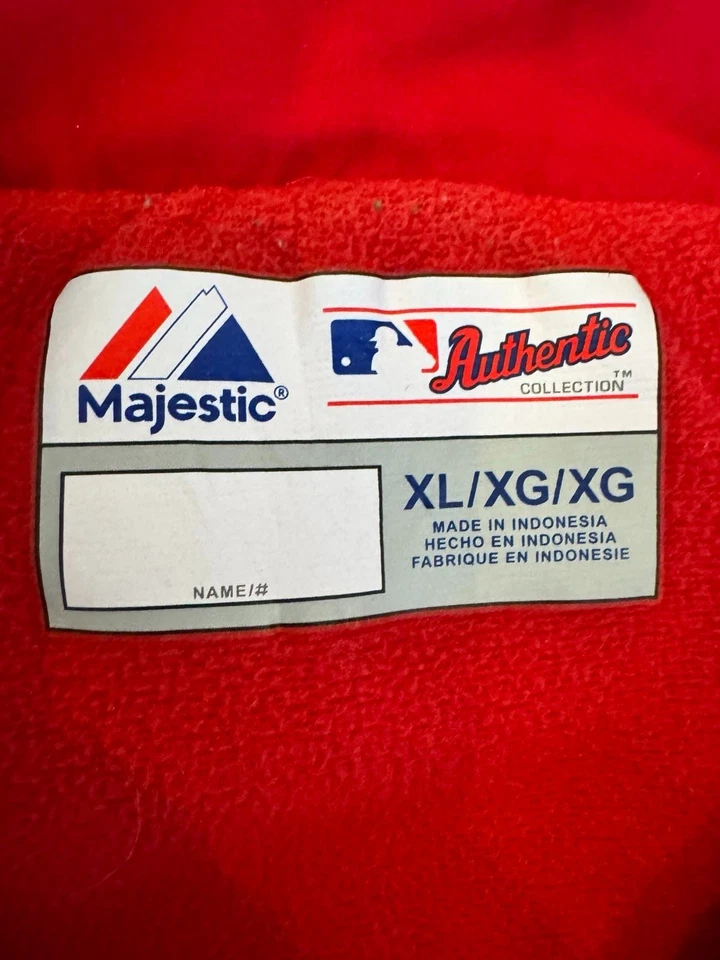 Majestic®
Authentic
COLLECTION™
NAME/#
XL/XG/XG
MADE IN INDONESIA
HECHO EN INDONESIA
FABRIQUE EN INDONESIE